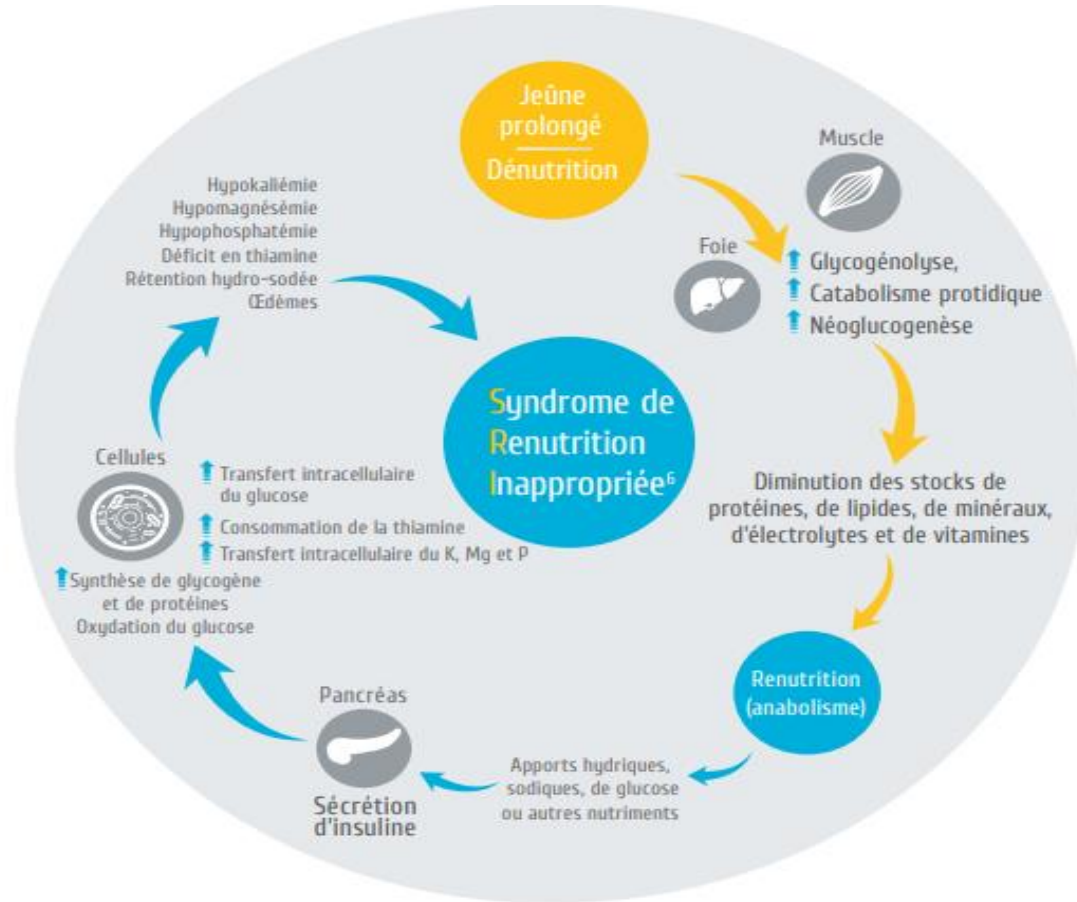 Jeûne
prolongé
Dénutrition
Muscle
Foie
Glycogénolyse,
Catabolisme protidique
Néoglucogenèse
Diminution des stocks de
protéines, de lipides, de minéraux,
d'électrolytes et de vitamines
Renutrition
(anabolisme)
Apports hydriques,
sodiques, de glucose
ou autres nutriments
Pancréas
Sécrétion
d'insuline
Cellules
Transfert intracellulaire
du glucose
Consommation de la thiamine
Transfert intracellulaire du K, Mg et P
Synthèse de glycogène
et de protéines
Oxydation du glucose
Hypokaliémie
Hypomagnésémie
Hypophosphatémie
Déficit en thiamine
Rétention hydro-sodée
Œdèmes
Syndrome de
Renutrition
Inappropriée⁶